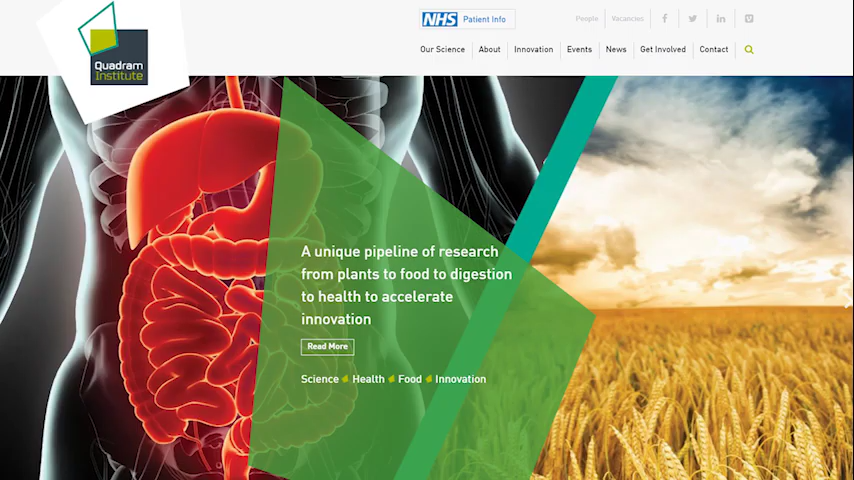 NHS Patient Info
People Vacancies
Quadram
Institute
Our Science About Innovation Events News Get Involved Contact
A unique pipeline of research
from plants to food to digestion
to health to accelerate
innovation
Read More
Science Health Food Innovation